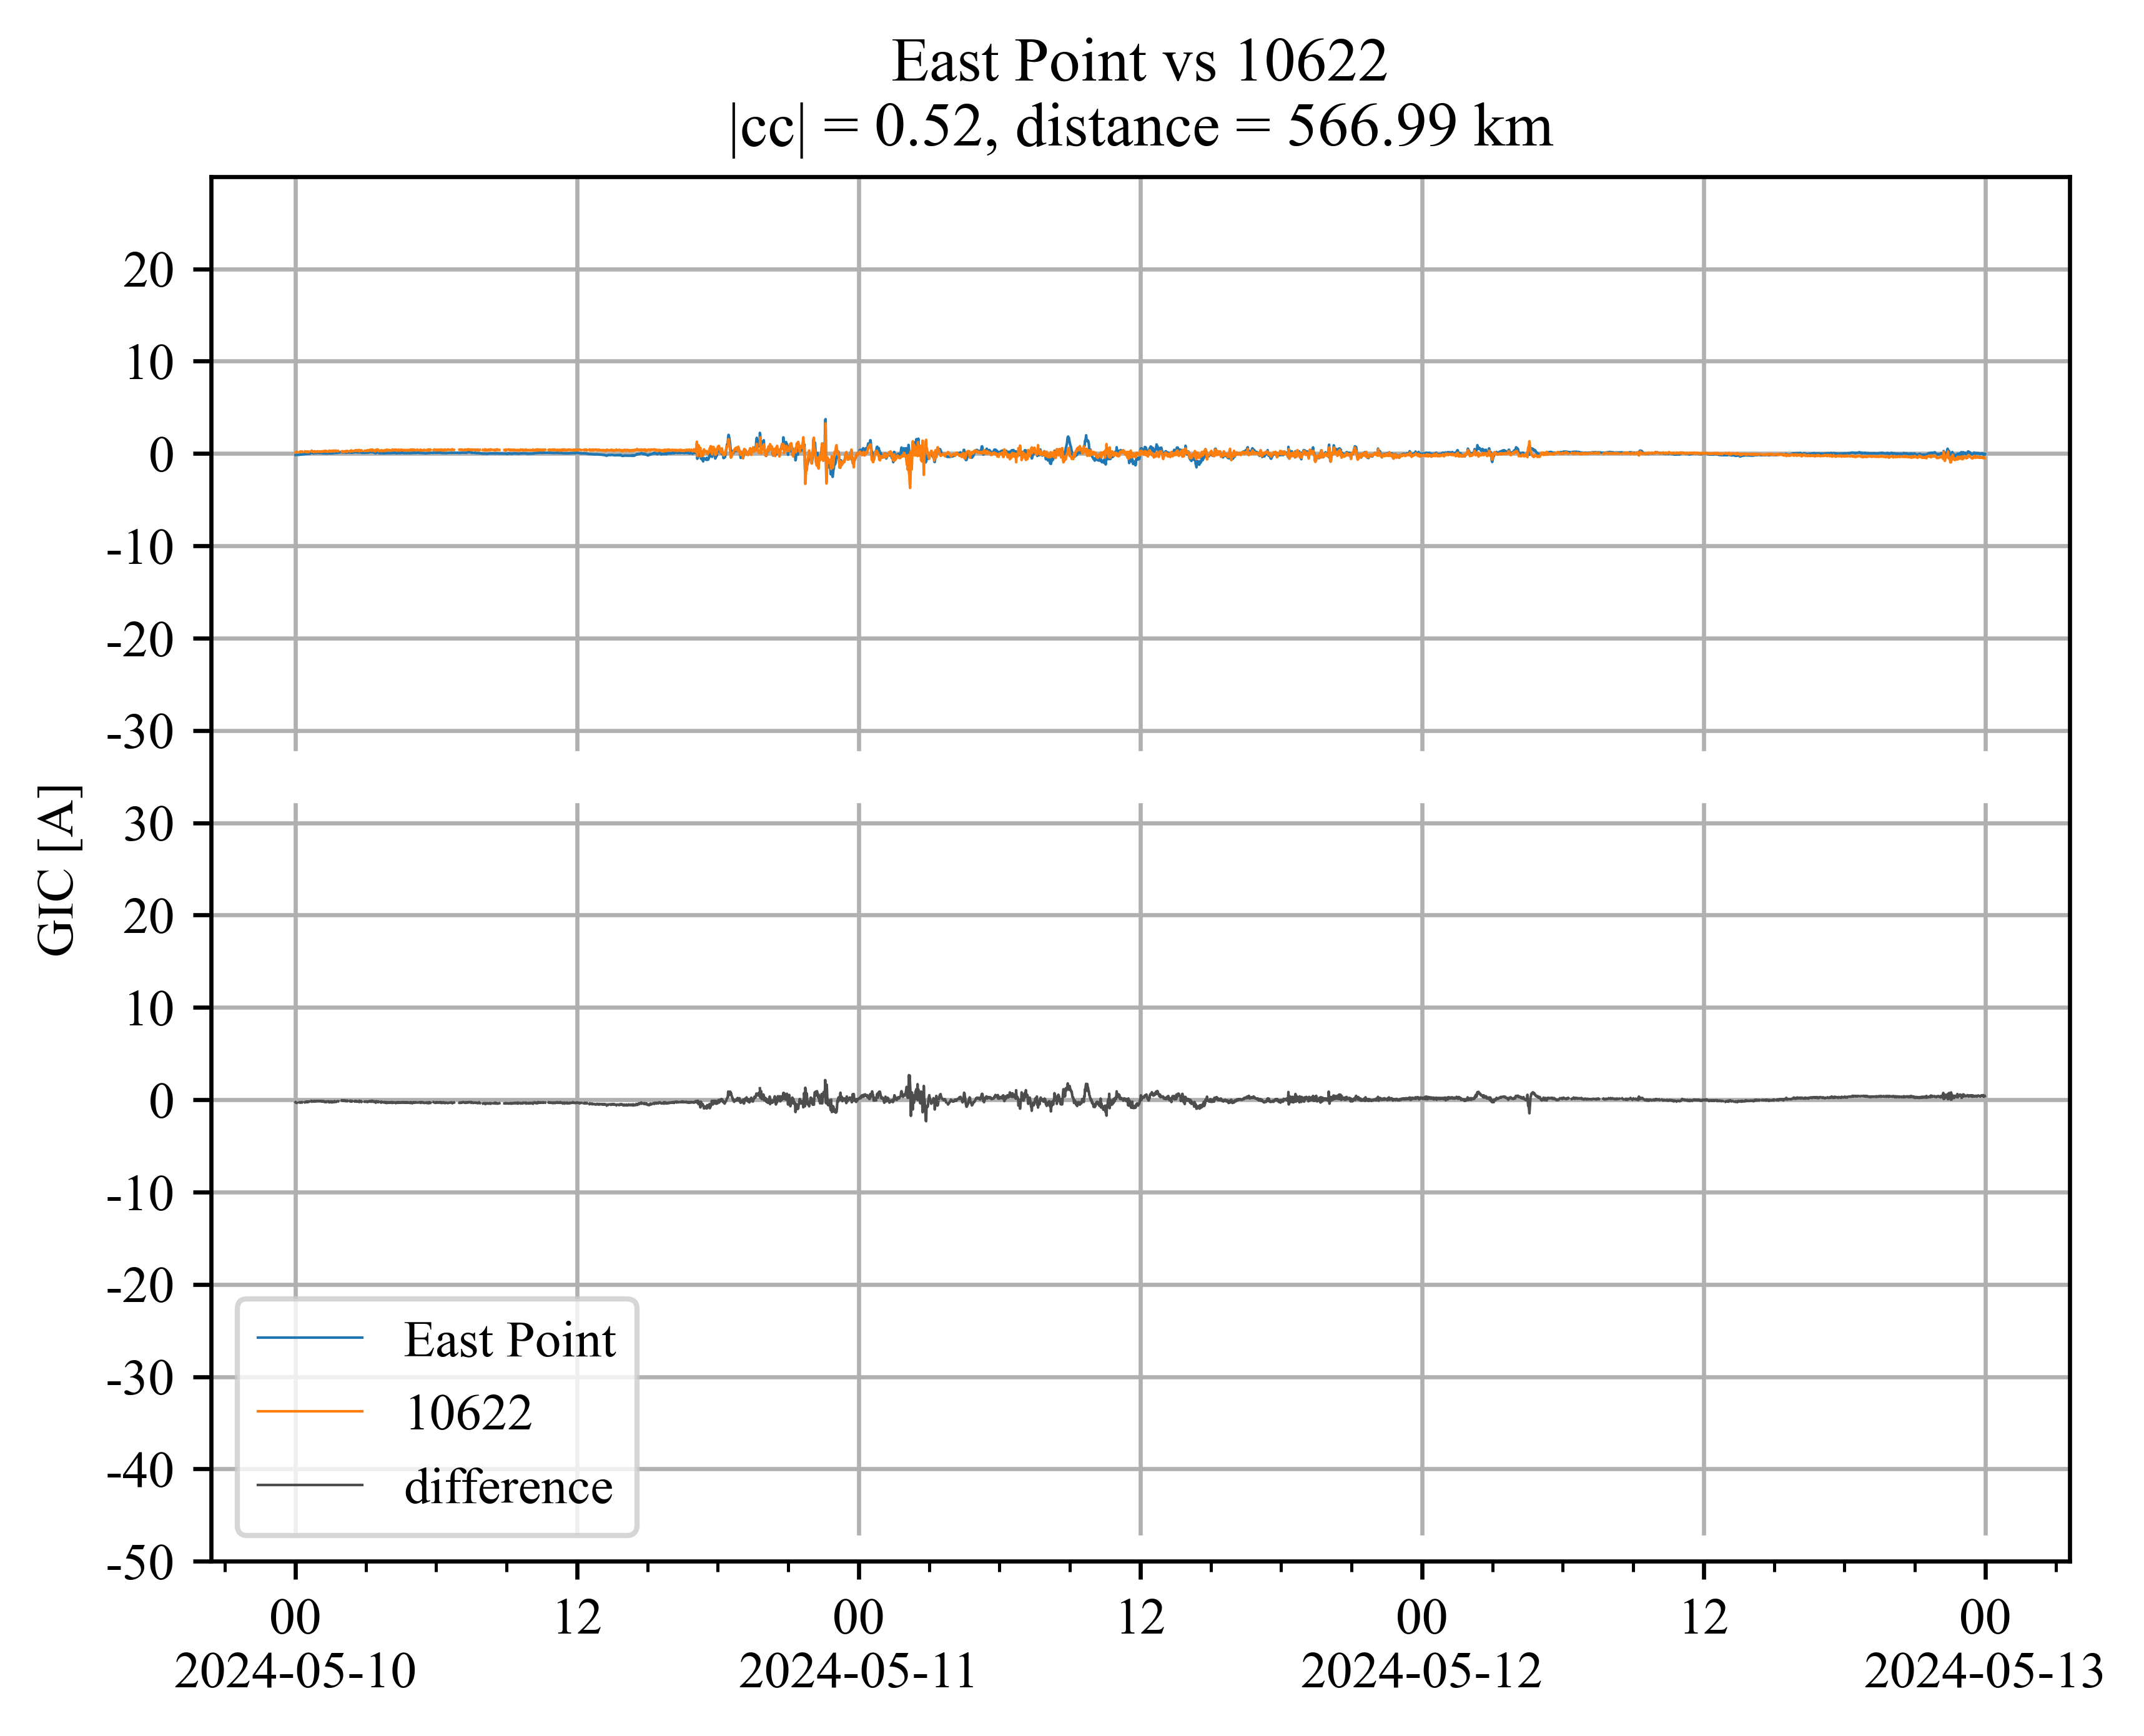 East Point vs 10622
|cc| = 0.52, distance = 566.99 km
20
10
0
-10
-20
-30
30
20
10
0
-10
-20
-30
-40
-50
GIC [A]
East Point
10622
difference
00 12 00 12 00 12 00
2024-05-10 2024-05-11 2024-05-12 2024-05-13